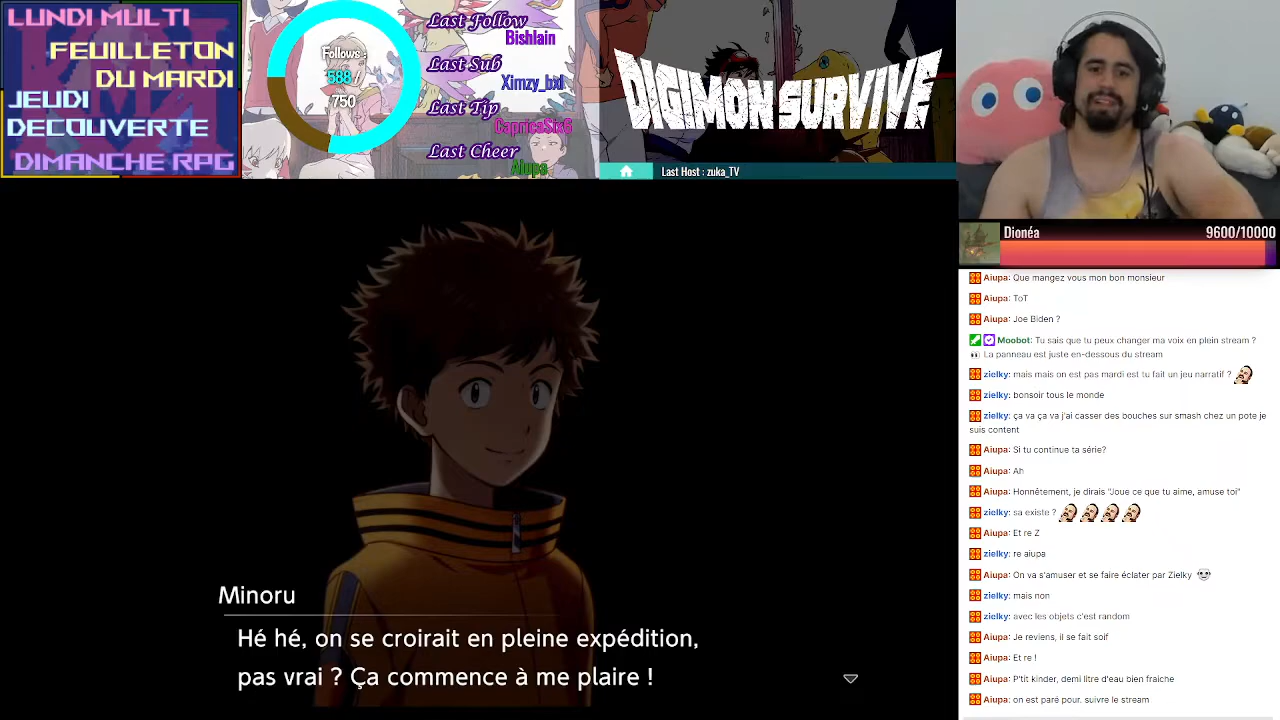 LUNDI MULTI
FEUILLETON
DU MARDI
JEUDI
DECOUVERTE
DIMANCHE RPG
Follows :
588 /
750
Last Follow
Bishlain
Last Sub
Ximzy_bxl
Last Tip
CapricaSix6
Last Cheer
Aiupa
DIGIMON SURVIVE
Last Host : zuka_TV
Dionéa
9600/10000
Aiupa: Que mangez vous mon bon monsieur
Aiupa: ToT
Aiupa: Joe Biden ?
Moobot: Tu sais que tu peux changer ma voix en plein stream ?
La panneau est juste en-dessous du stream
zielky: mais mais on est pas mardi est tu fait un jeu narratif ?
zielky: bonsoir tous le monde
zielky: ça va ça va j'ai casser des bouches sur smash chez un pote je
suis content
Aiupa: Si tu continue ta série?
Aiupa: Ah
Aiupa: Honnêtement, je dirais "Joue ce que tu aime, amuse toi"
zielky: sa existe ?
Aiupa: Et re Z
zielky: re aiupa
Aiupa: On va s'amuser et se faire éclater par Zielky
zielky: mais non
zielky: avec les objets c'est random
Aiupa: Je reviens, il se fait soif
Aiupa: Et re !
Aiupa: P'tit kinder, demi litre d'eau bien fraiche
Aiupa: on est paré pour. suivre le stream
Minoru
Hé hé, on se croirait en pleine expédition,
pas vrai ? Ça commence à me plaire !